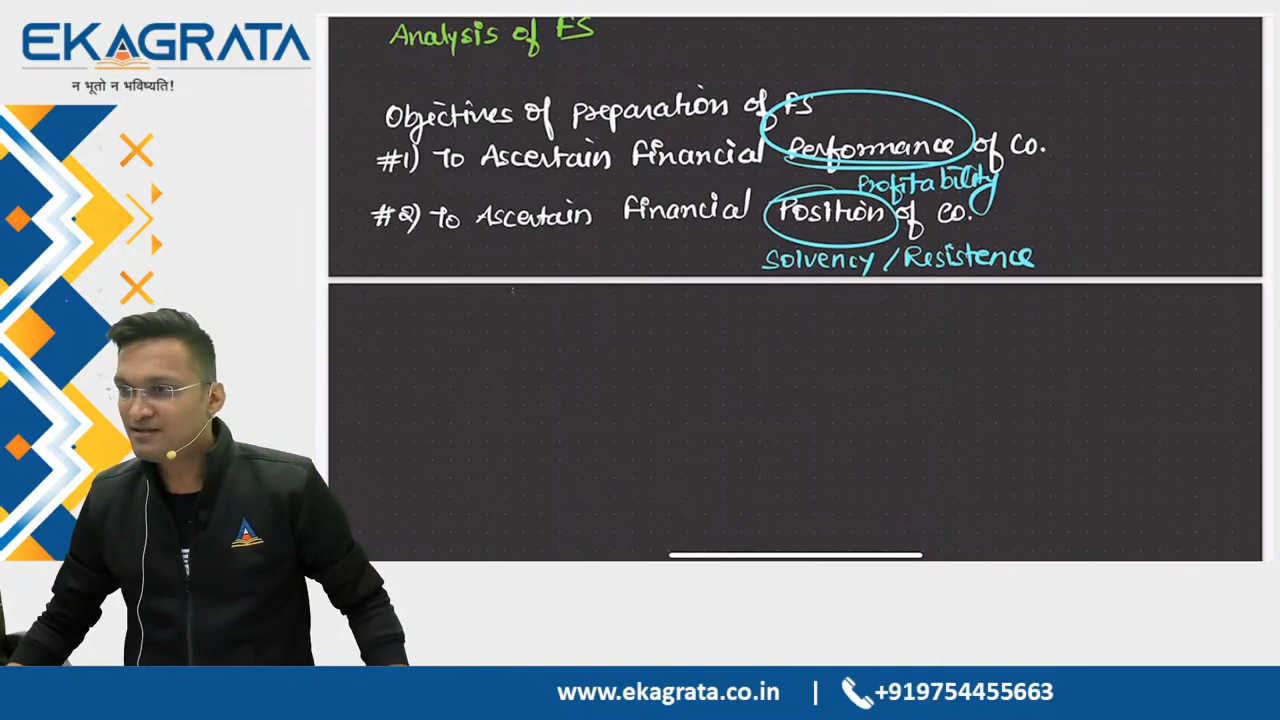 EKAGRATA
न भूतो न भविष्यति!
Analysis of FS
Objectives of preparation of FS
#1) To Ascertain Financial Performance of Co.
Profitability
#2) To Ascertain Financial Position of Co.
Solvency / Resistence
www.ekagrata.co.in | +919754455663